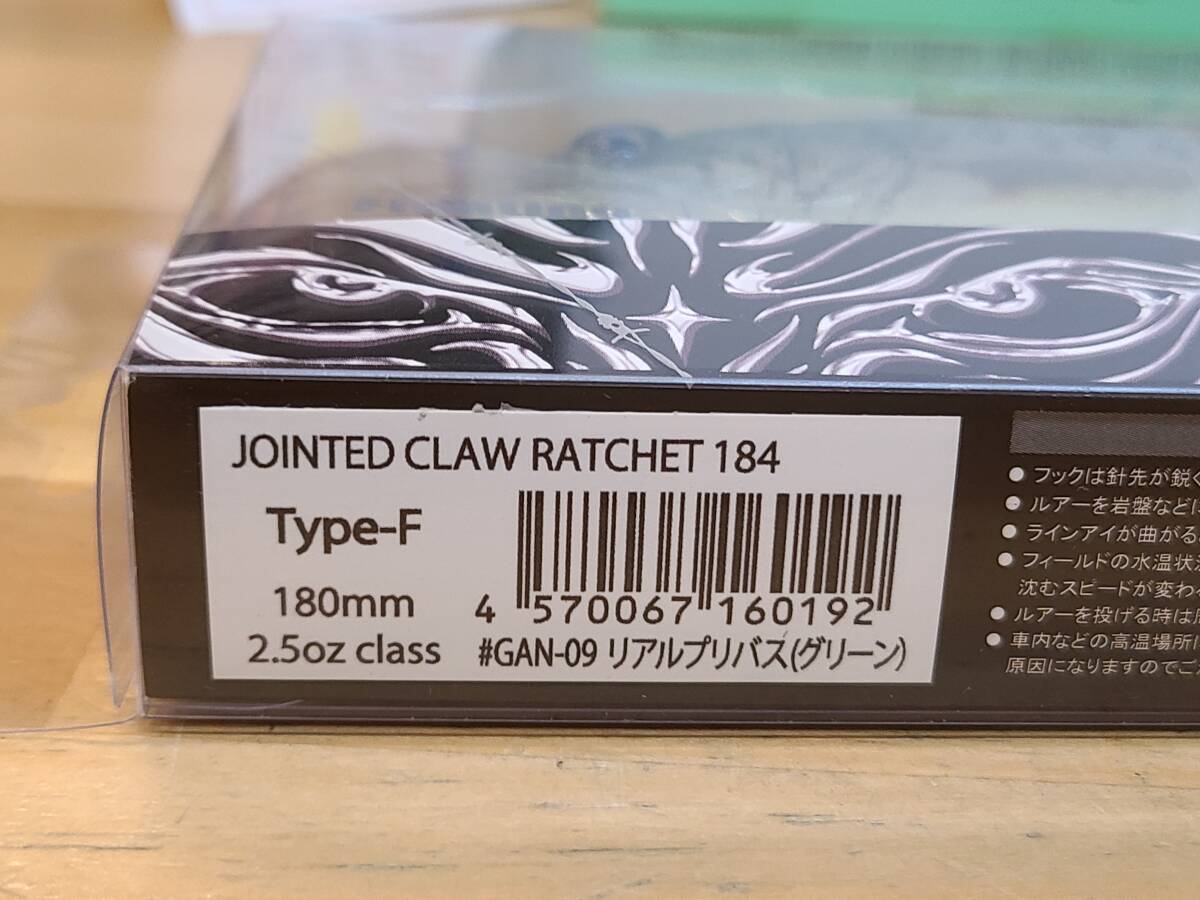 JOINTED CLAW RATCHET 184
Type-F
180mm
2.5oz class
4 570067 160192
#GAN-09 リアルプリバス(グリーン)
●フックは針先が鋭く
●ルアーを岩盤などに
●ラインアイが曲がる
●フィールドの水温状況
沈むスピードが変わ
●ルアーを投げる時は
●車内などの高温場所
原因になりますのでご